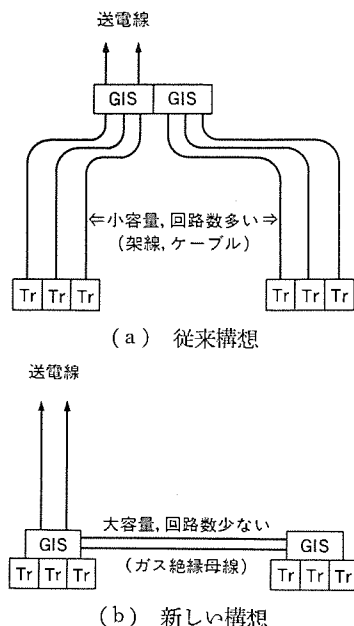 送電線
GIS GIS
⇐小容量,回路数多い⇒
(架線,ケーブル)
Tr Tr Tr Tr Tr Tr
(a) 従来構想
送電線
大容量,回路数少ない
GIS GIS
(ガス絶縁母線)
Tr Tr Tr Tr Tr Tr
(b) 新しい構想